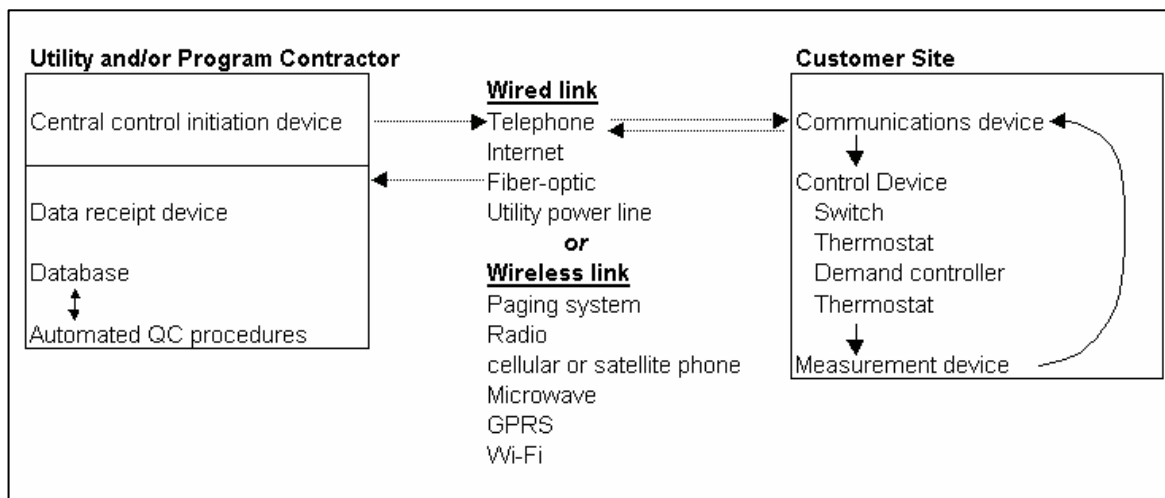 Utility and/or Program Contractor
Central control initiation device
Data receipt device
Database
Automated QC procedures
Wired link
Telephone
Internet
Fiber-optic
Utility power line
or
Wireless link
Paging system
Radio
cellular or satellite phone
Microwave
GPRS
Wi-Fi
Customer Site
Communications device
Control Device
Switch
Thermostat
Demand controller
Thermostat
Measurement device